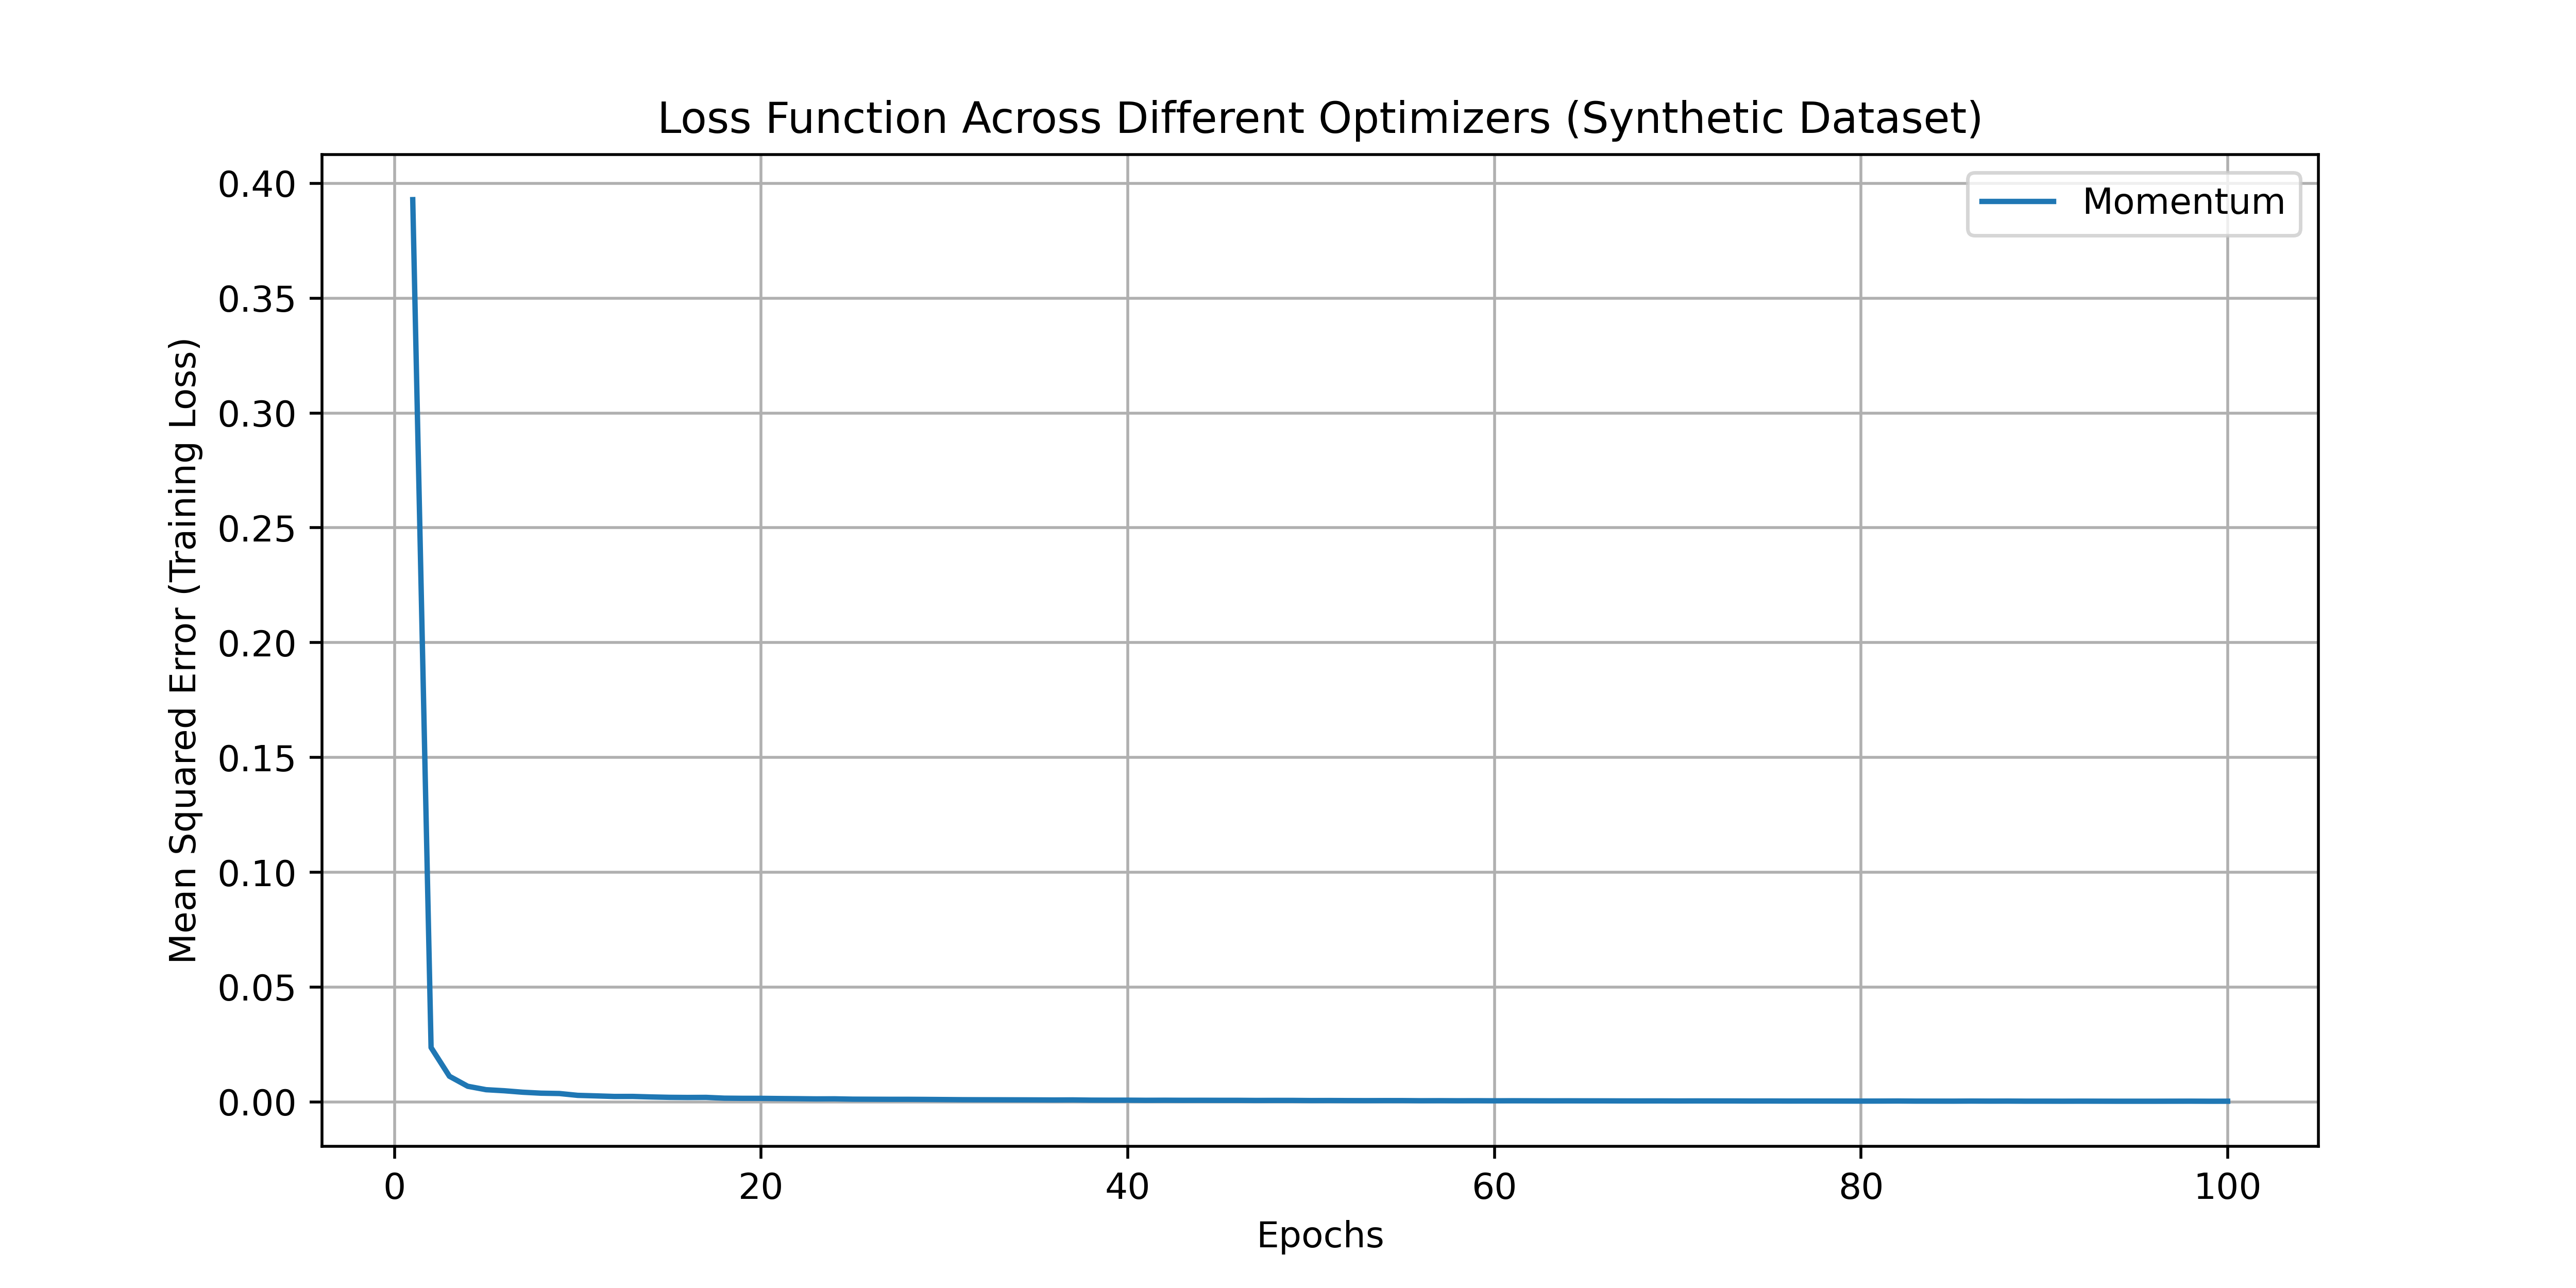 Loss Function Across Different Optimizers (Synthetic Dataset)
Momentum
Mean Squared Error (Training Loss)
0.40
0.35
0.30
0.25
0.20
0.15
0.10
0.05
0.00
0 20 40 60 80 100
Epochs